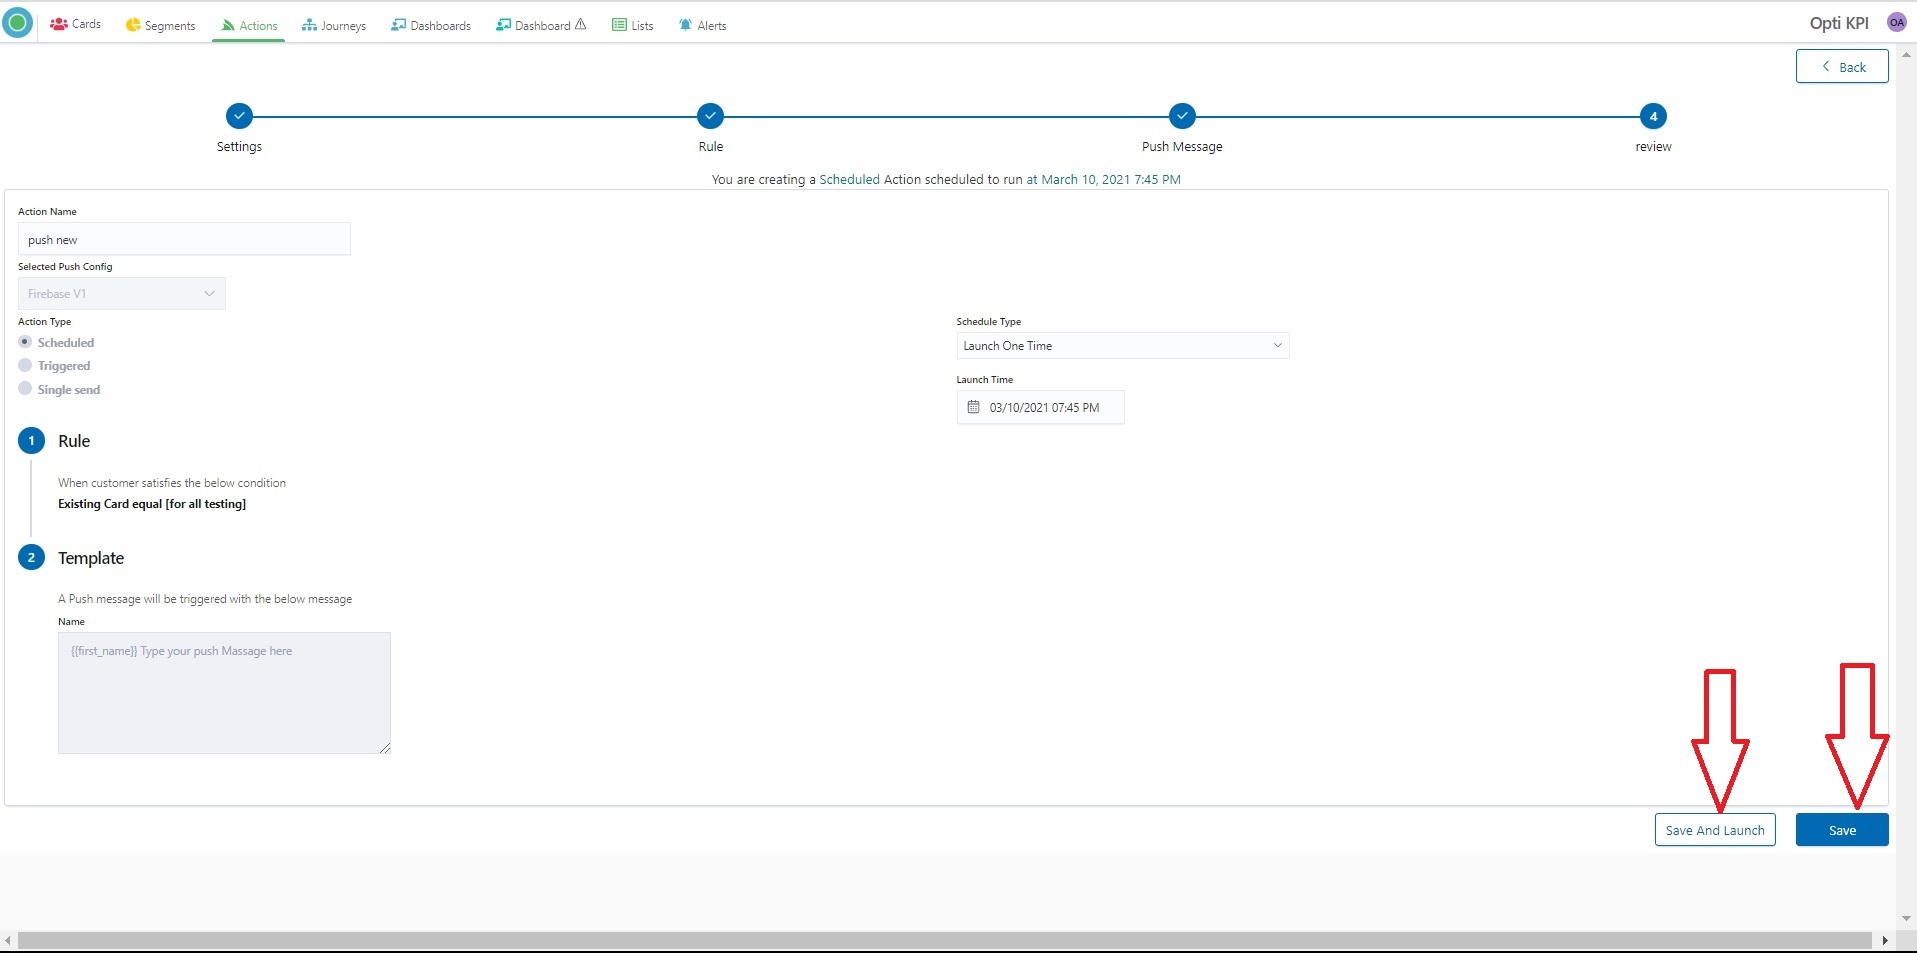 Cards
Segments
Actions
Journeys
Dashboards
Dashboard
Lists
Alerts
Opti KPI
OA
Back
4
Settings
Rule
Push Message
review
You are creating a Scheduled Action scheduled to run at March 10, 2021 7:45 PM
Action Name
push new
Selected Push Config
Firebase V1
Action Type
Scheduled
Triggered
Single send
Schedule Type
Launch One Time
Launch Time
03/10/2021 07:45 PM
1 Rule
When customer satisfies the below condition
Existing Card equal [for all testing]
2 Template
A Push message will be triggered with the below message
Name
{{first_name}} Type your push Massage here
Save And Launch
Save